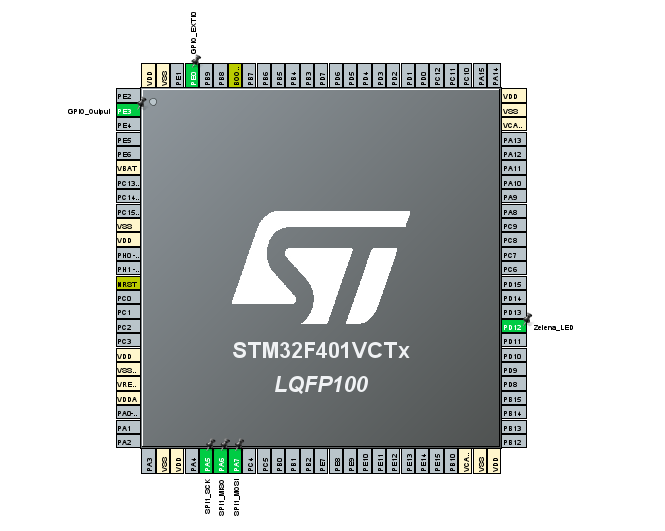 GPIO_EXTI0
VDD
VSS
PE1
PE0..
PB9
PB8
BOO..
PB7
PB6
PB5
PB4
PB3
PD7
PD6
PD5
PD4
PD3
PD2
PD1
PD0
PC12
PC11
PC10
PA15
PA14
PE2
GPIO_Output
PE3
PE4
PE5
PE6
VBAT
PC13..
PC14..
PC15..
VSS
VDD
PH0-..
PH1-..
NRST
PC0
PC1
PC2
PC3
VDD
VSS..
VRE..
VDDA
PA0-..
PA1
PA2
ST
STM32F401VCTx
LQFP100
VDD
VSS
VCA..
PA13
PA12
PA11
PA10
PA9
PA8
PC9
PC8
PC7
PC6
PD15
PD14
PD13
PD12
Zelena_LED
PD11
PD10
PD9
PD8
PB15
PB14
PB13
PB12
PA3
VSS
VDD
PA4
PA5
PA6
PA7
PC4
PC5
PB0
PB1
PB2
PE7
PE8
PE9
PE10
PE11
PE12
PE13
PE14
PE15
PB10
VCA..
VSS
VDD
SPI1_SCK
SPI1_MISO
SPI1_MOSI